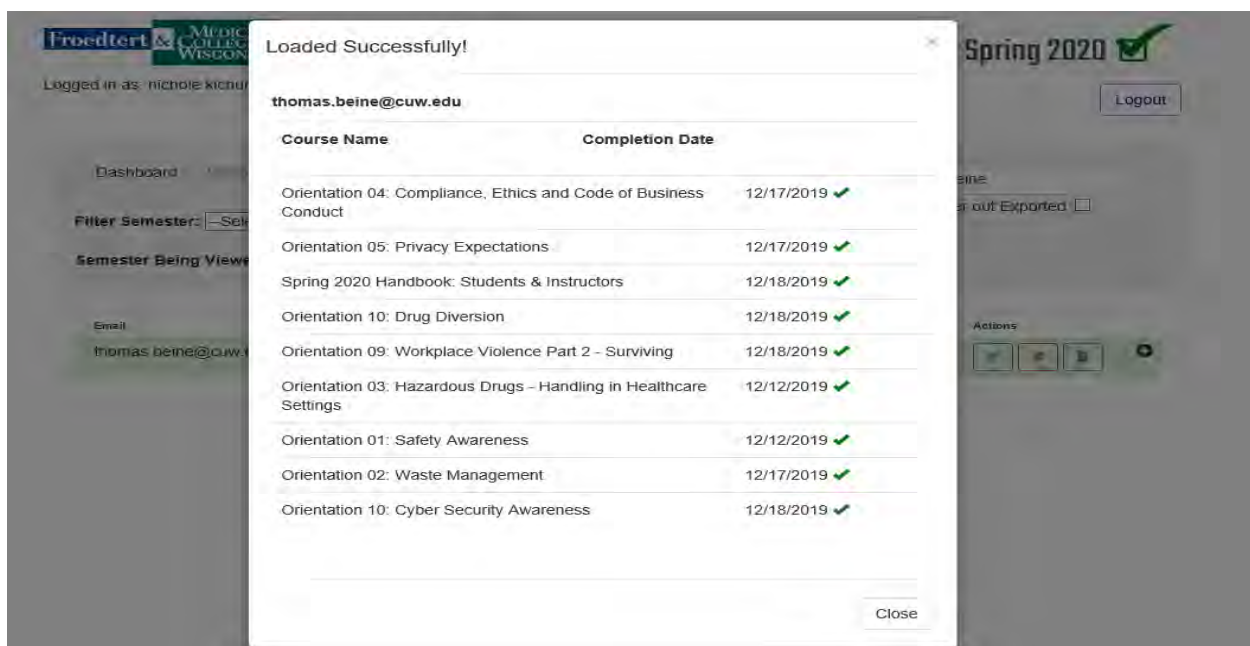 Froedtert &
Loaded Successfully!
×
Spring 2020
Logged in as: nichole
Logout
thomas.beine@cuw.edu
Course Name Completion Date
Dashboard
Orientation 04: Compliance, Ethics and Code of Business 12/17/2019
Conduct
Filter Semester:
out Exported
Orientation 05: Privacy Expectations 12/17/2019
Semester Being
Spring 2020 Handbook: Students & Instructors 12/18/2019
Orientation 10: Drug Diversion 12/18/2019
Email
Actions
Orientation 09: Workplace Violence Part 2 - Surviving 12/18/2019
Orientation 03: Hazardous Drugs - Handling in Healthcare 12/12/2019
Settings
Orientation 01: Safety Awareness 12/12/2019
Orientation 02: Waste Management 12/17/2019
Orientation 10: Cyber Security Awareness 12/18/2019
Close